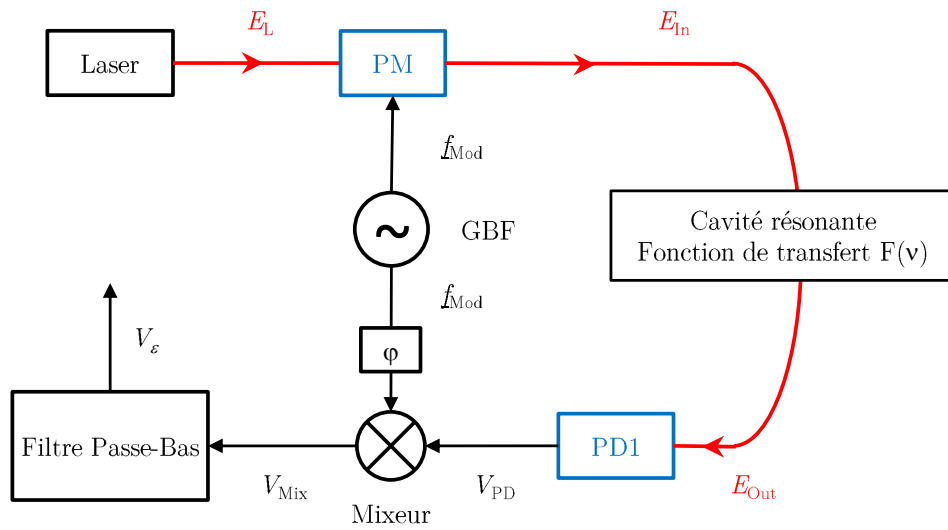 E_L
E_In
Laser
PM
f_Mod
GBF
~
Cavité résonante
Fonction de transfert F(ν)
f_Mod
V_ε
φ
Filtre Passe-Bas
PD1
V_Mix
V_PD
E_Out
Mixeur